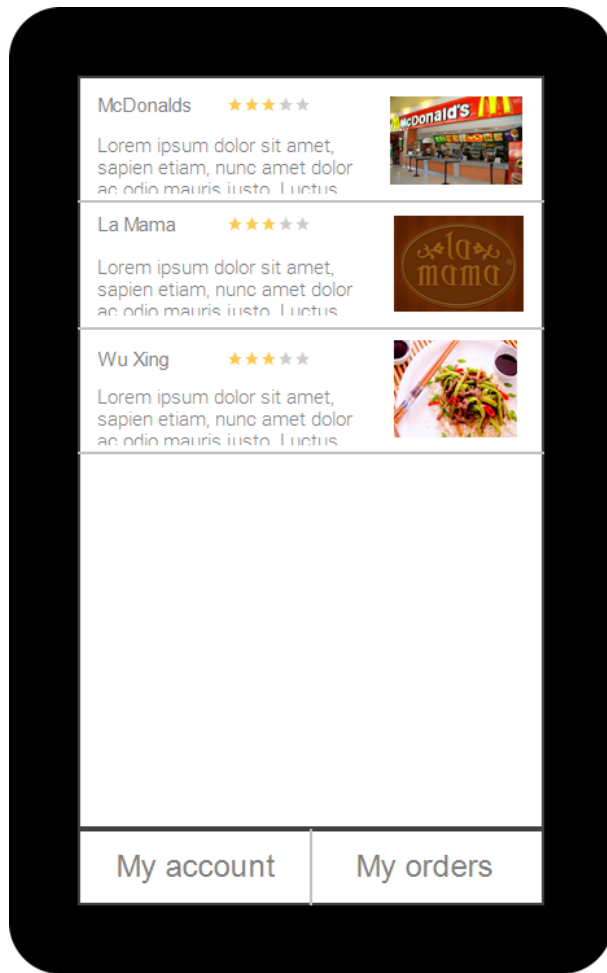 McDonalds
McDonald's
Lorem ipsum dolor sit amet,
sapien etiam, nunc amet dolor
ac odio mauris justo. Luctus
La Mama
la
mama
Lorem ipsum dolor sit amet,
sapien etiam, nunc amet dolor
ac odio mauris justo. Luctus
Wu Xing
Lorem ipsum dolor sit amet,
sapien etiam, nunc amet dolor
ac odio mauris justo. Luctus
My account
My orders